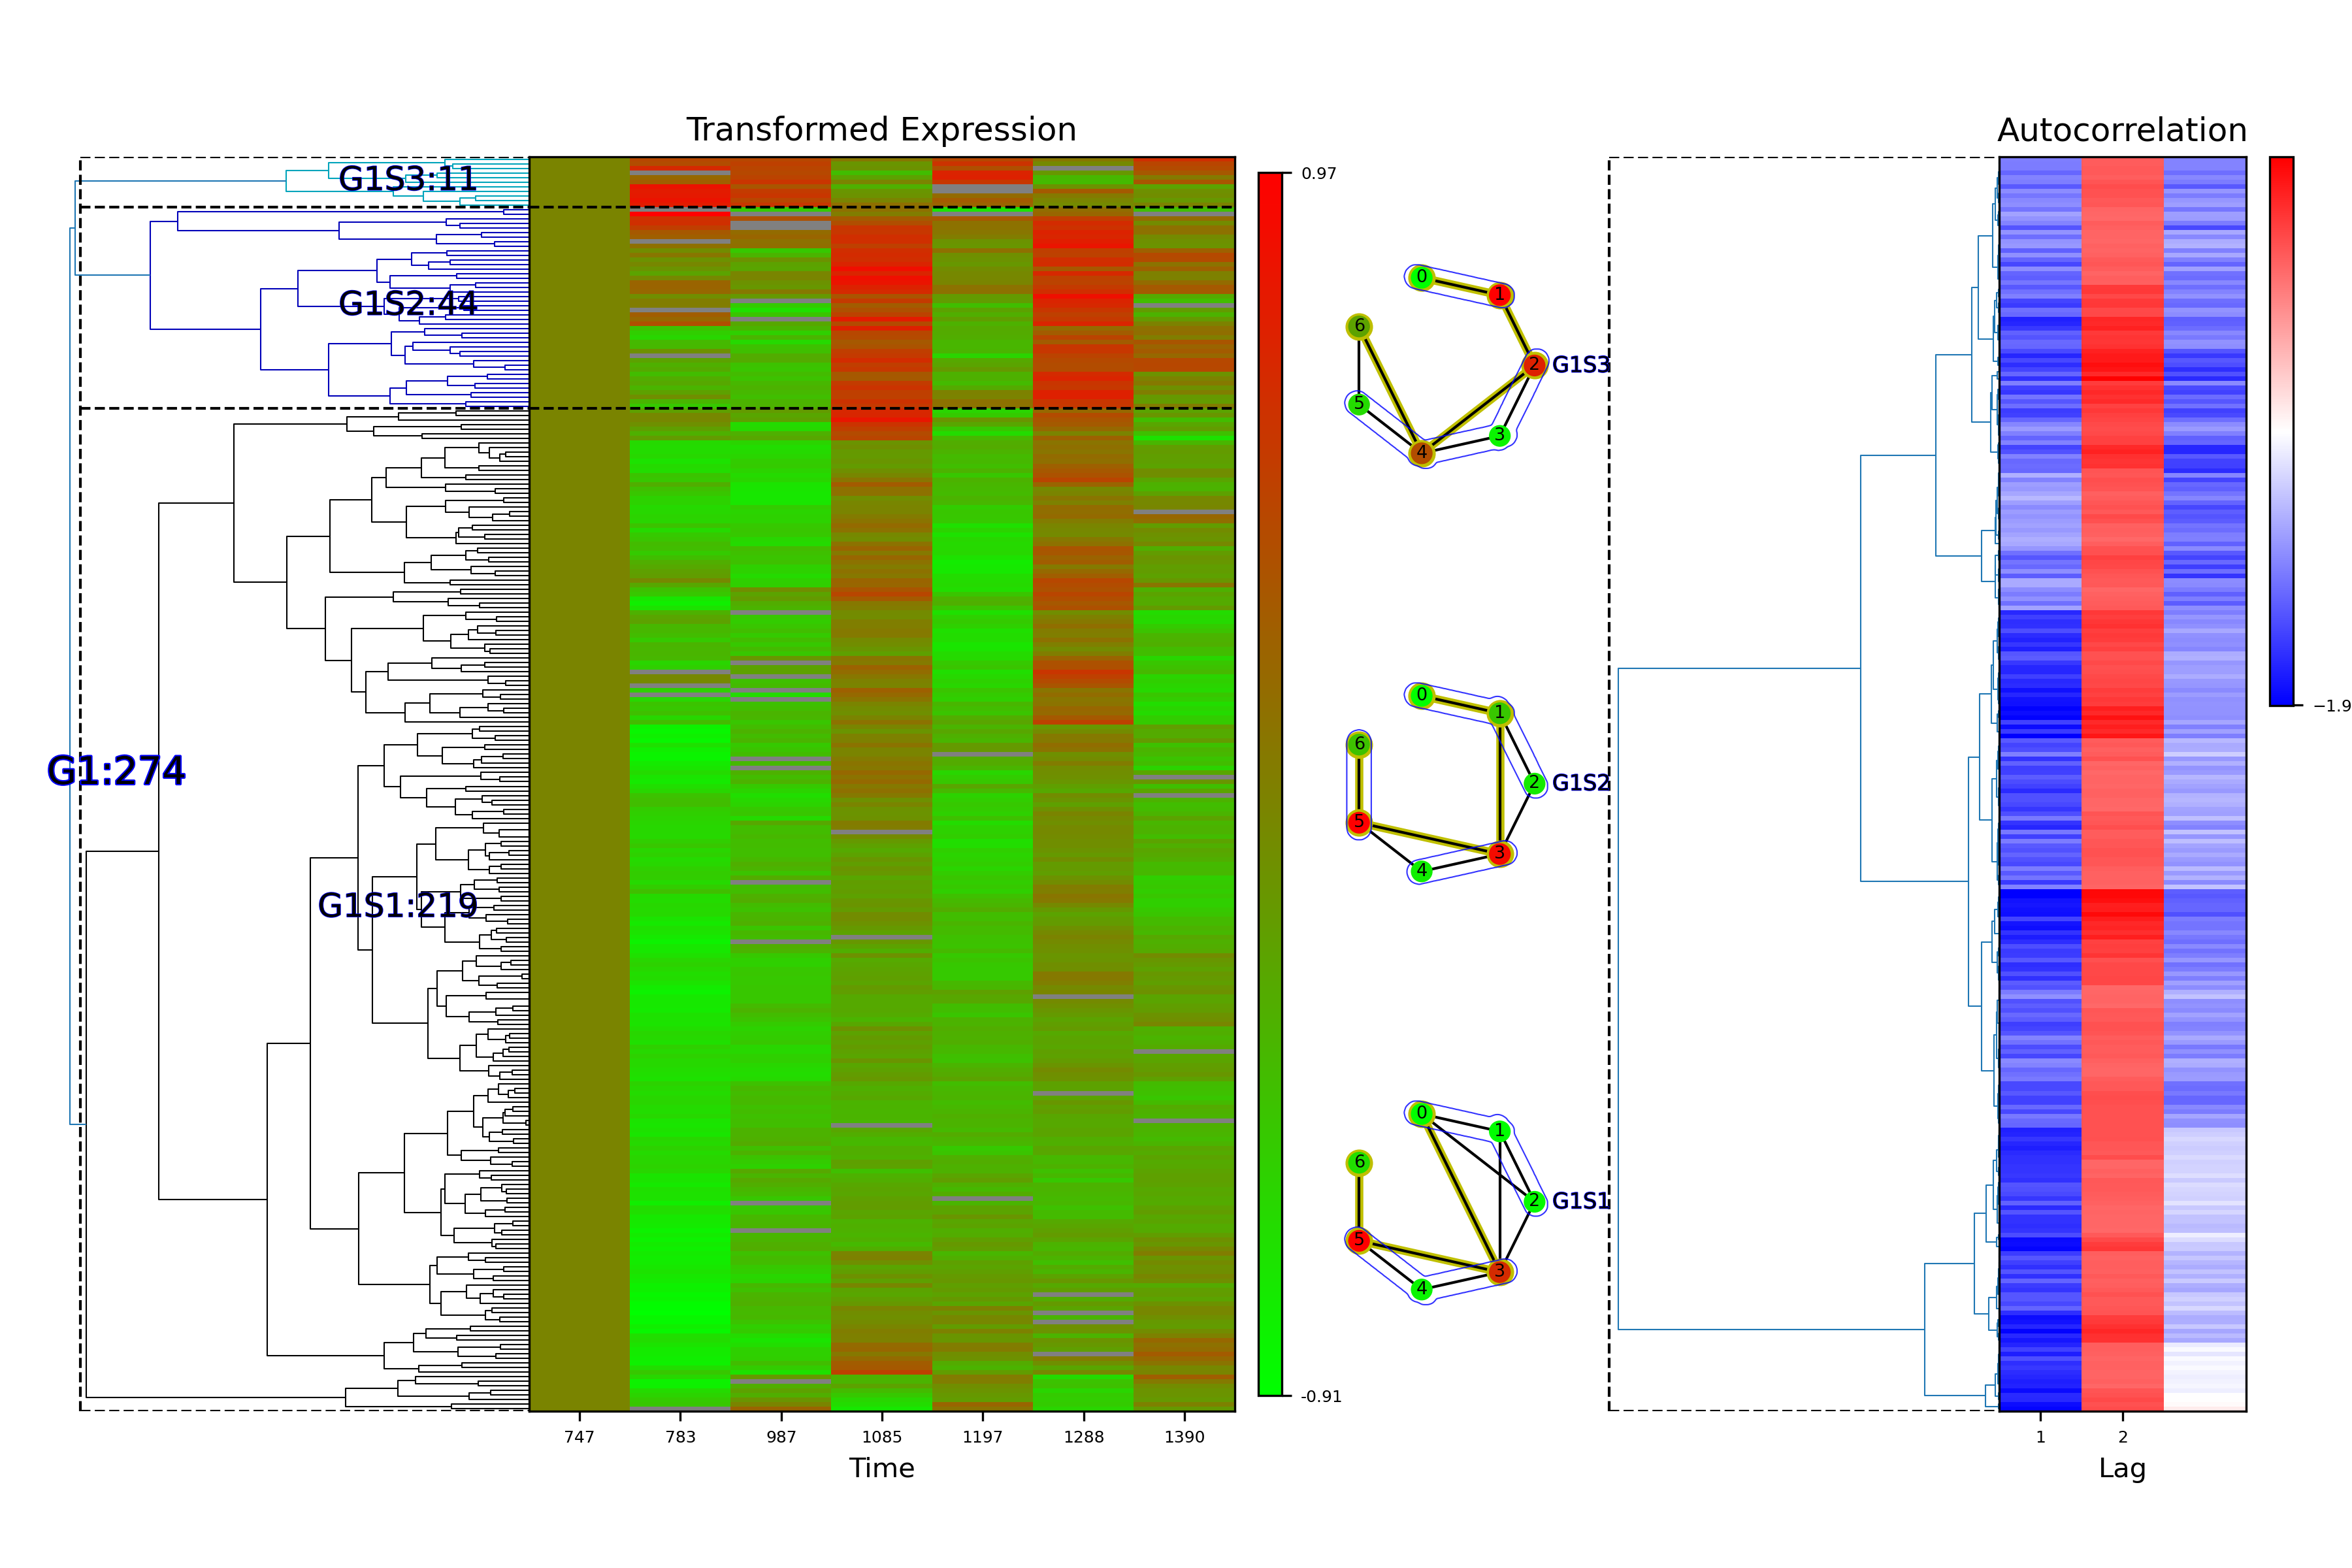 Transformed Expression
Autocorrelation
G1S3:11
G1S2:44
G1:274
G1S1:219
0.97
-0.91
747 783 987 1085 1197 1288 1390
Time
0
1
6
2 G1S3
5
3
4
0
1
6
2 G1S2
5
3
4
0
1
6
2 G1S1
5
3
4
−1.9
1 2
Lag